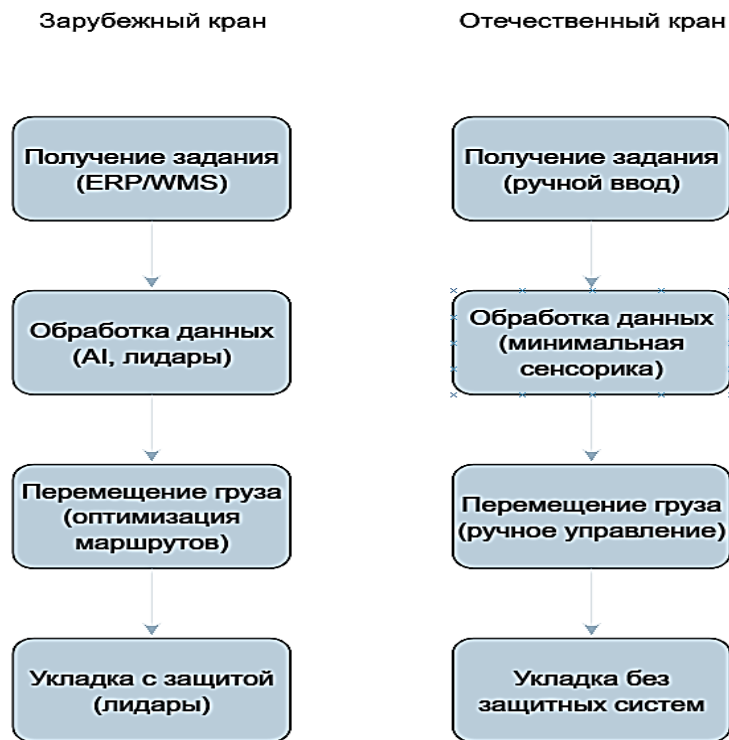 Зарубежный кран
Отечественный кран
Получение задания
(ERP/WMS)
Получение задания
(ручной ввод)
Обработка данных
(AI, лидары)
Обработка данных
(минимальная
сенсорика)
Перемещение груза
(оптимизация
маршрутов)
Перемещение груза
(ручное управление)
Укладка с защитой
(лидары)
Укладка без
защитных систем